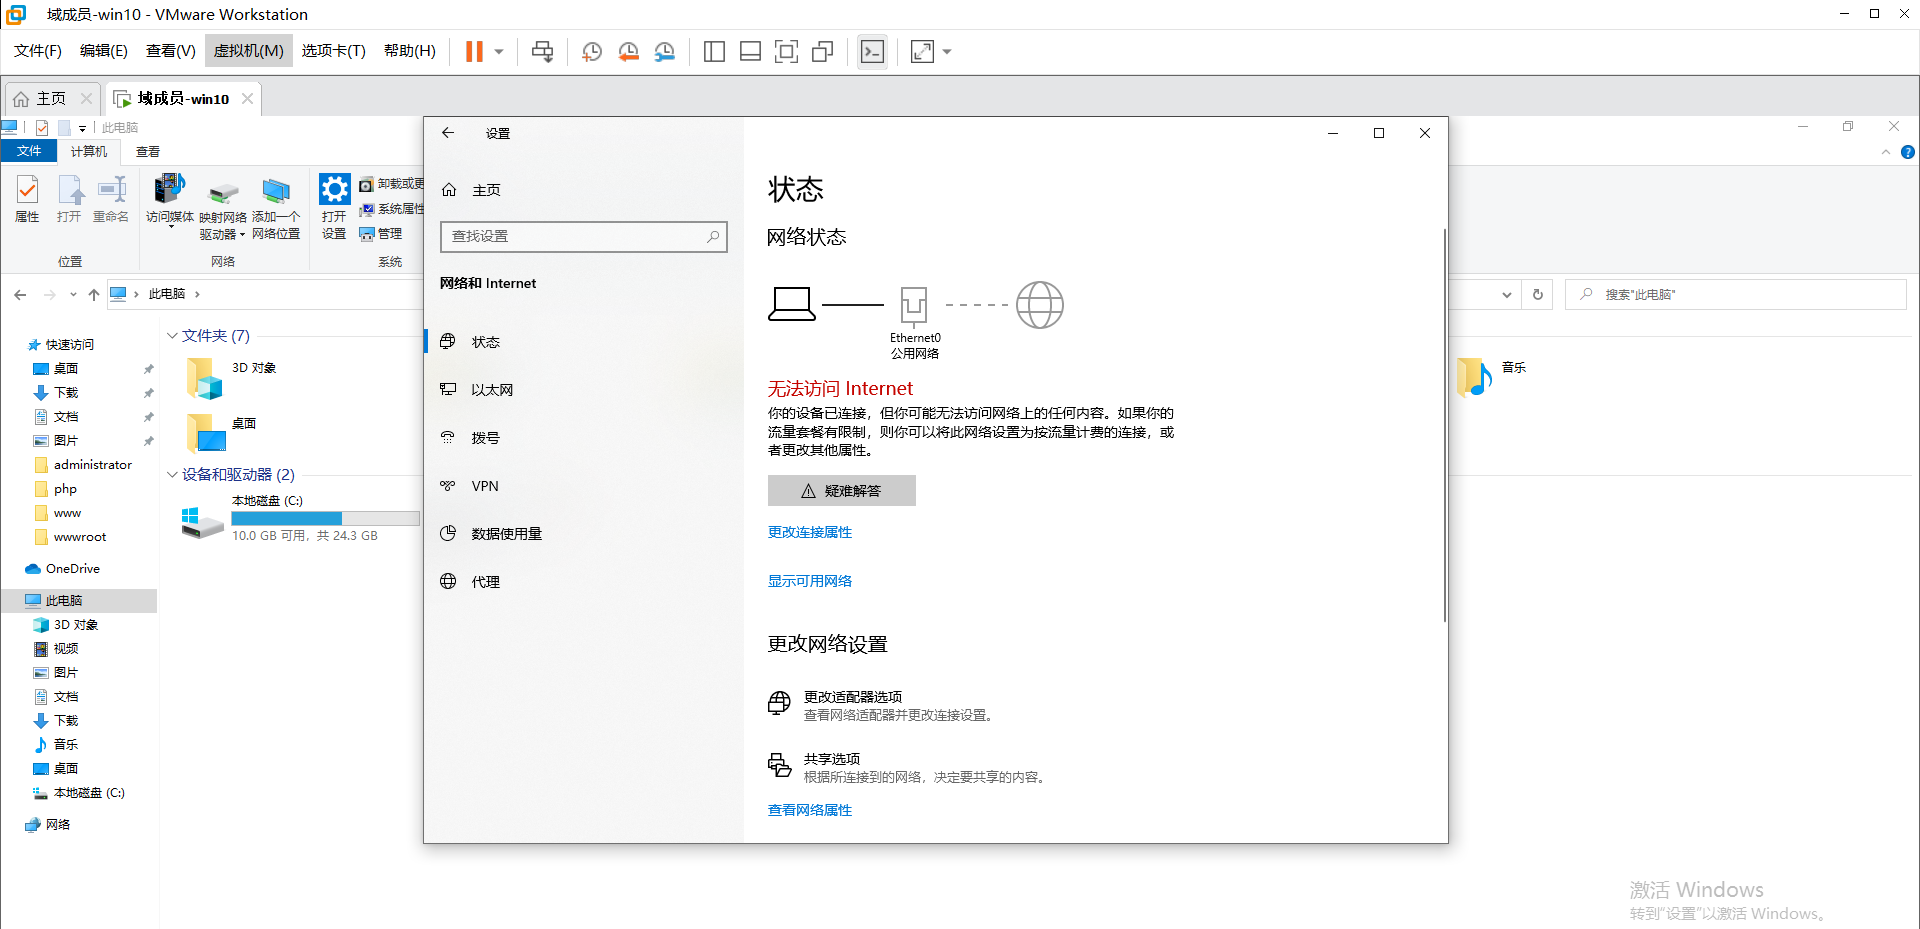 域成员-win10 - VMware Workstation
文件(F) 编辑(E) 查看(V) 虚拟机(M) 选项卡(T) 帮助(H)
主页 域成员-win10
此电脑
文件 计算机 查看
属性 打开 重命名 访问媒体 映射网络 驱动器 添加一个 网络位置 打开 设置 卸载或更
系统属性
管理
位置 网络 系统
此电脑
搜索"此电脑"
快速访问
桌面
下载
文档
图片
administrator
php
www
wwwroot
OneDrive
此电脑
3D 对象
视频
图片
文档
下载
音乐
桌面
本地磁盘 (C:)
网络
文件夹 (7)
3D 对象
桌面
音乐
设备和驱动器 (2)
本地磁盘 (C:)
10.0 GB 可用，共 24.3 GB
设置
主页
查找设置
网络和 Internet
状态
以太网
拨号
VPN
数据使用量
代理
状态
网络状态
Ethernet0
公用网络
无法访问 Internet
你的设备已连接，但你可能无法访问网络上的任何内容。如果你的
流量套餐有限制，则你可以将此网络设置为按流量计费的连接，或
者更改其他属性。
疑难解答
更改连接属性
显示可用网络
更改网络设置
更改适配器选项
查看网络适配器并更改连接设置。
共享选项
根据所连接到的网络，决定要共享的内容。
查看网络属性
激活 Windows
转到"设置"以激活 Windows。